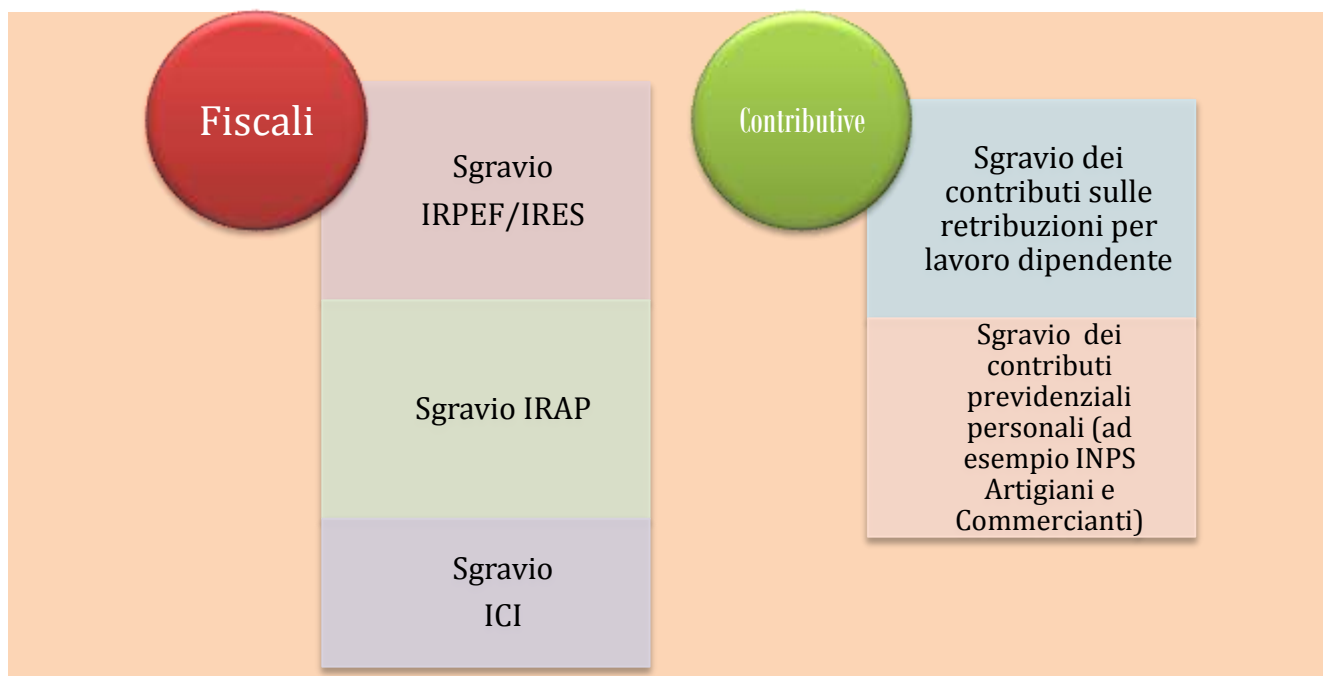 Fiscali
Sgravio
IRPEF/IRES
Sgravio IRAP
Sgravio
ICI
Contributive
Sgravio dei
contributi sulle
retribuzioni per
lavoro dipendente
Sgravio dei
contributi
previdenziali
personali (ad
esempio INPS
Artigiani e
Commercianti)